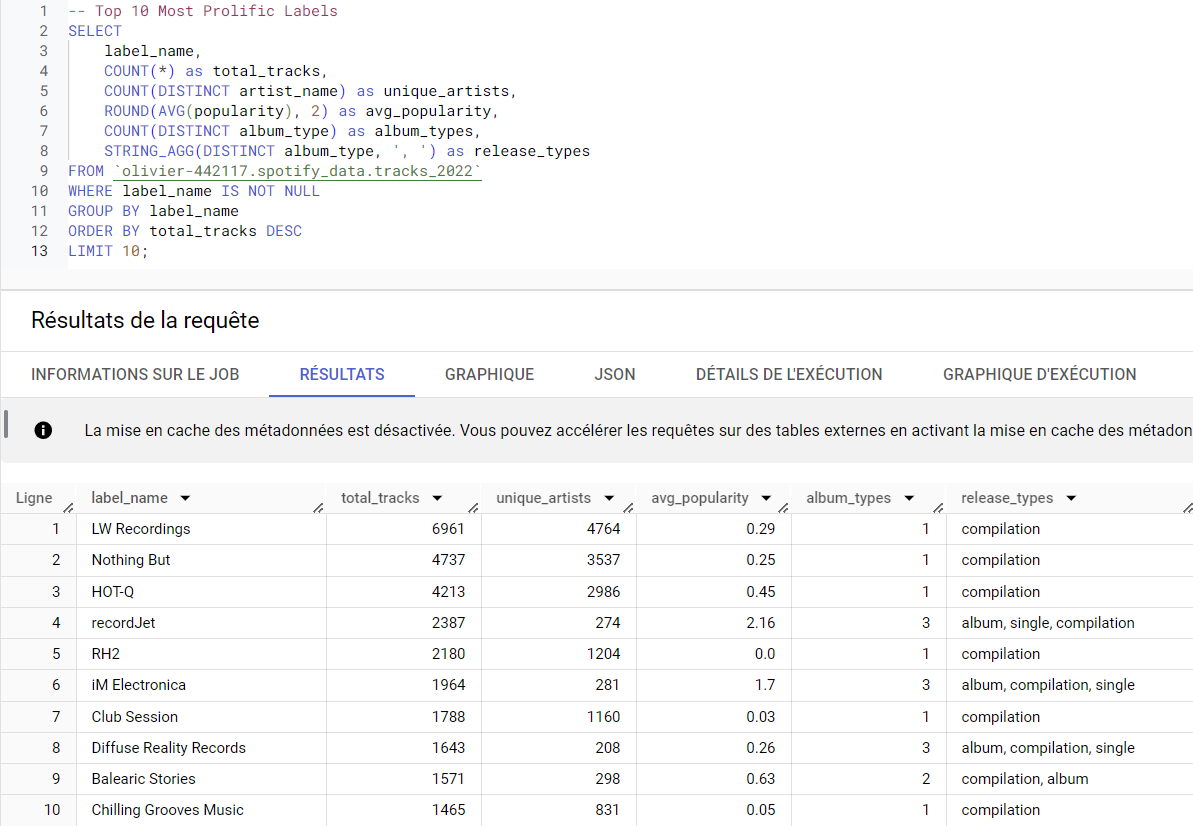 1 -- Top 10 Most Prolific Labels
2 SELECT
3 label_name,
4 COUNT(*) as total_tracks,
5 COUNT(DISTINCT artist_name) as unique_artists,
6 ROUND(AVG(popularity), 2) as avg_popularity,
7 COUNT(DISTINCT album_type) as album_types,
8 STRING_AGG(DISTINCT album_type, ', ') as release_types
9 FROM `olivier-442117.spotify_data.tracks_2022`
10 WHERE label_name IS NOT NULL
11 GROUP BY label_name
12 ORDER BY total_tracks DESC
13 LIMIT 10;
Résultats de la requête
INFORMATIONS SUR LE JOB RÉSULTATS GRAPHIQUE JSON DÉTAILS DE L'EXÉCUTION GRAPHIQUE D'EXÉCUTION
La mise en cache des métadonnées est désactivée. Vous pouvez accélérer les requêtes sur des tables externes en activant la mise en cache des métadon
Ligne label_name total_tracks unique_artists avg_popularity album_types release_types
1 LW Recordings 6961 4764 0.29 1 compilation
2 Nothing But 4737 3537 0.25 1 compilation
3 HOT-Q 4213 2986 0.45 1 compilation
4 recordJet 2387 274 2.16 3 album, single, compilation
5 RH2 2180 1204 0.0 1 compilation
6 iM Electronica 1964 281 1.7 3 album, compilation, single
7 Club Session 1788 1160 0.03 1 compilation
8 Diffuse Reality Records 1643 208 0.26 3 album, compilation, single
9 Balearic Stories 1571 298 0.63 2 compilation, album
10 Chilling Grooves Music 1465 831 0.05 1 compilation